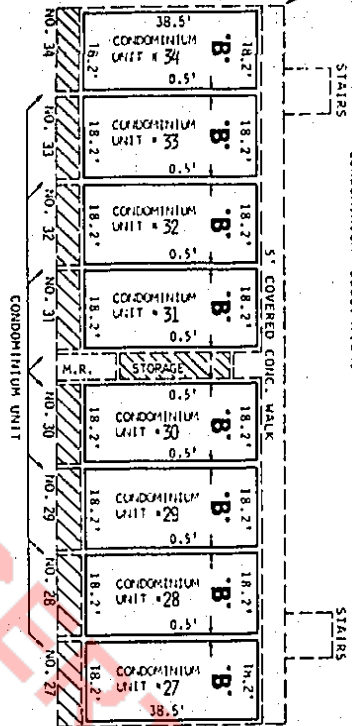 STAIRS
5' COVERED CONC. WALK
STAIRS
NO. 34
38.5'
CONDOMINIUM
UNIT # 34
"B"
18.2'
18.2'
0.5'
NO. 33
CONDOMINIUM
UNIT # 33
"B"
18.2'
18.2'
0.5'
NO. 32
CONDOMINIUM
UNIT # 32
"B"
18.2'
18.2'
0.5'
NO. 31
CONDOMINIUM
UNIT # 31
"B"
18.2'
18.2'
M.R.
STORAGE
NO. 30
0.5'
CONDOMINIUM
UNIT # 30
"B"
18.2'
18.2'
NO. 29
0.5'
CONDOMINIUM
UNIT # 29
"B"
18.2'
18.2'
NO. 28
CONDOMINIUM
UNIT # 28
"B"
18.2'
18.2'
0.5'
NO. 27
CONDOMINIUM
UNIT # 27
"B"
18.2'
18.2'
38.5'
CONDOMINIUM UNIT